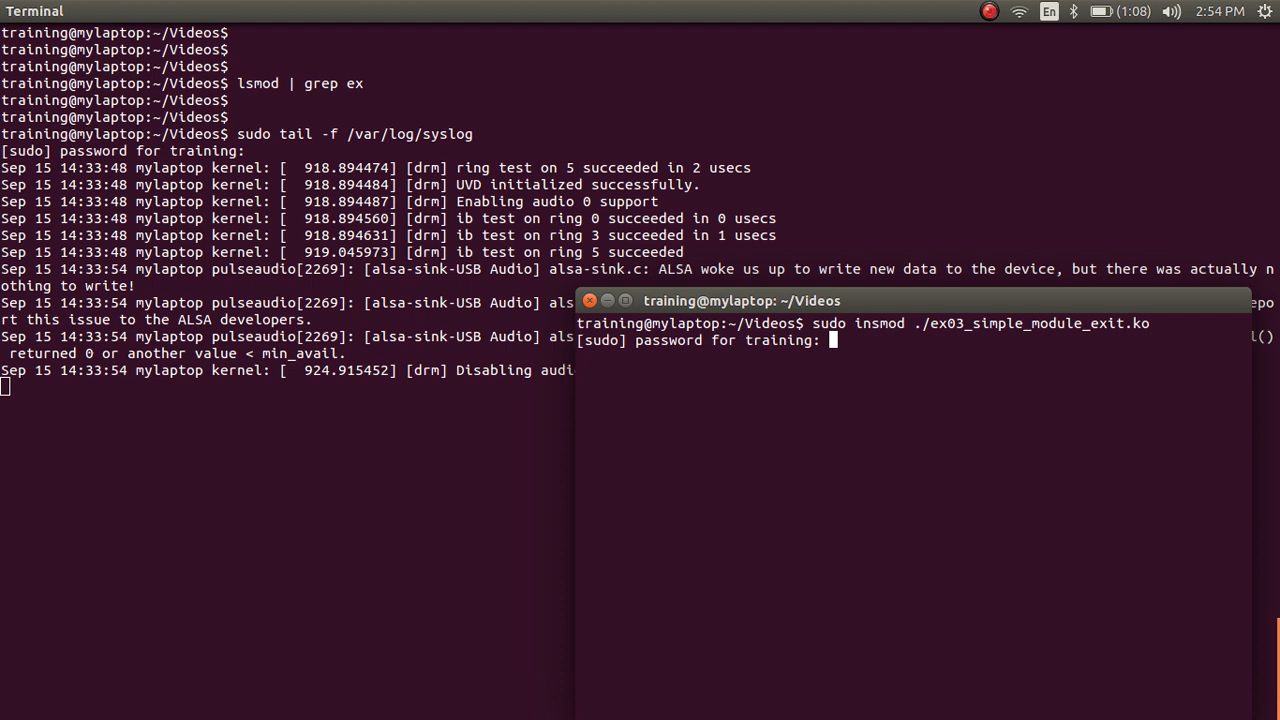 Terminal
En
(1:08)
2:54 PM
training@mylaptop:~/Videos$
training@mylaptop:~/Videos$
training@mylaptop:~/Videos$
training@mylaptop:~/Videos$ lsmod | grep ex
training@mylaptop:~/Videos$
training@mylaptop:~/Videos$
training@mylaptop:~/Videos$ sudo tail -f /var/log/syslog
[sudo] password for training:
Sep 15 14:33:48 mylaptop kernel: [  918.894474] [drm] ring test on 5 succeeded in 2 usecs
Sep 15 14:33:48 mylaptop kernel: [  918.894484] [drm] UVD initialized successfully.
Sep 15 14:33:48 mylaptop kernel: [  918.894487] [drm] Enabling audio 0 support
Sep 15 14:33:48 mylaptop kernel: [  918.894560] [drm] ib test on ring 0 succeeded in 0 usecs
Sep 15 14:33:48 mylaptop kernel: [  918.894631] [drm] ib test on ring 3 succeeded in 1 usecs
Sep 15 14:33:48 mylaptop kernel: [  919.045973] [drm] ib test on ring 5 succeeded
Sep 15 14:33:54 mylaptop pulseaudio[2269]: [alsa-sink-USB Audio] alsa-sink.c: ALSA woke us up to write new data to the device, but there was actually n
othing to write!
Sep 15 14:33:54 mylaptop pulseaudio[2269]: [alsa-sink-USB Audio] als epo
rt this issue to the ALSA developers.
Sep 15 14:33:54 mylaptop pulseaudio[2269]: [alsa-sink-USB Audio] als l()
 returned 0 or another value < min_avail.
Sep 15 14:33:54 mylaptop kernel: [  924.915452] [drm] Disabling audi
training@mylaptop: ~/Videos
training@mylaptop:~/Videos$ sudo insmod ./ex03_simple_module_exit.ko
[sudo] password for training: